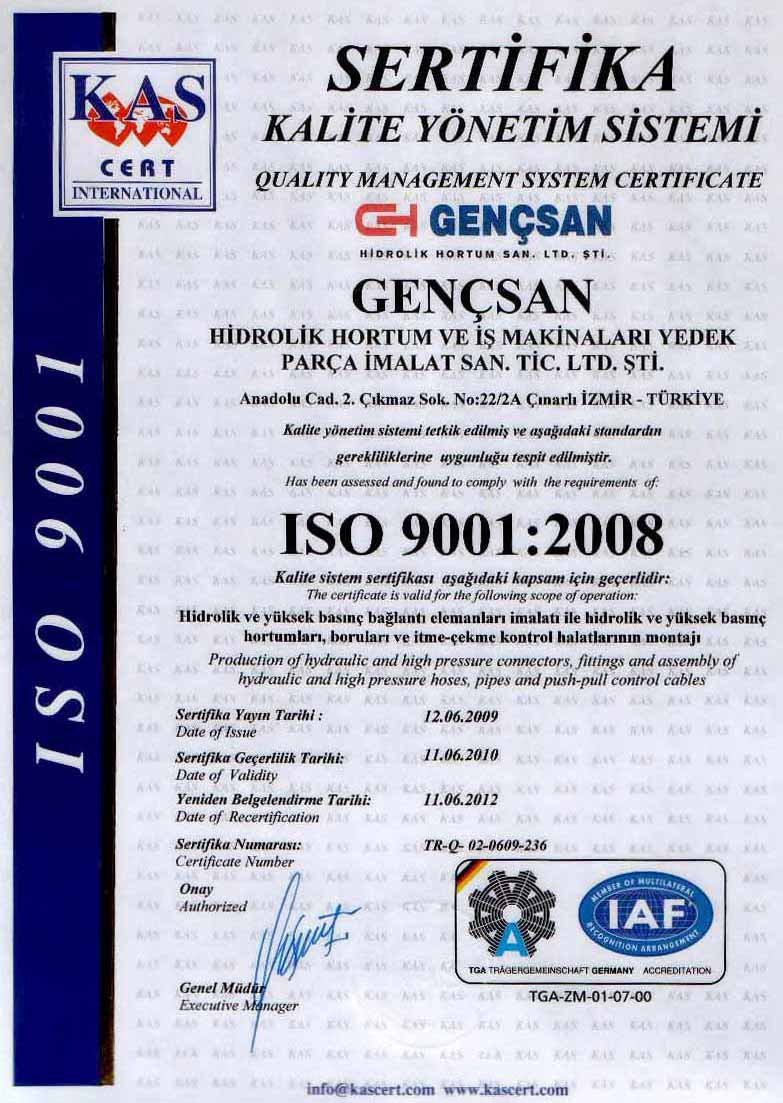 KAS
CERT
INTERNATIONAL
ISO 9001
SERTİFİKA
KALİTE YÖNETİM SİSTEMİ
QUALITY MANAGEMENT SYSTEM CERTIFICATE
GENÇSAN
HİDROLİK HORTUM SAN. LTD. ŞTİ.
GENÇSAN
HİDROLİK HORTUM VE İŞ MAKİNALARI YEDEK
PARÇA İMALAT SAN. TİC. LTD. ŞTİ.
Anadolu Cad. 2. Çıkmaz Sok. No:22/2A Çınarlı İZMİR - TÜRKİYE
Kalite yönetim sistemi tetkik edilmiş ve aşağıdaki standardın
gerekliliklerine uygunluğu tespit edilmiştir.
Has been assessed and found to comply with the requirements of:
ISO 9001:2008
Kalite sistem sertifikası aşağıdaki kapsam için geçerlidir:
The certificate is valid for the following scope of operation:
Hidrolik ve yüksek basınç bağlantı elemanları imalatı ile hidrolik ve yüksek basınç
hortumları, boruları ve itme-çekme kontrol halatlarının montajı
Production of hydraulic and high pressure connectors, fittings and assembly of
hydraulic and high pressure hoses, pipes and push-pull control cables
Sertifika Yayın Tarihi : 12.06.2009
Date of Issue
Sertifika Geçerlilik Tarihi: 11.06.2010
Date of Validity
Yeniden Belgelendirme Tarihi: 11.06.2012
Date of Recertification
Sertifika Numarası: TR-Q- 02-0609-236
Certificate Number
Onay
Authorized
Genel Müdür
Executive Manager
MEMBER OF MULTILATERAL
IAF
RECOGNITION ARRANGEMENT
TGA TRÄGERGEMEINSCHAFT GERMANY ACCREDITATION
TGA-ZM-01-07-00
info@kascert.com www.kascert.com